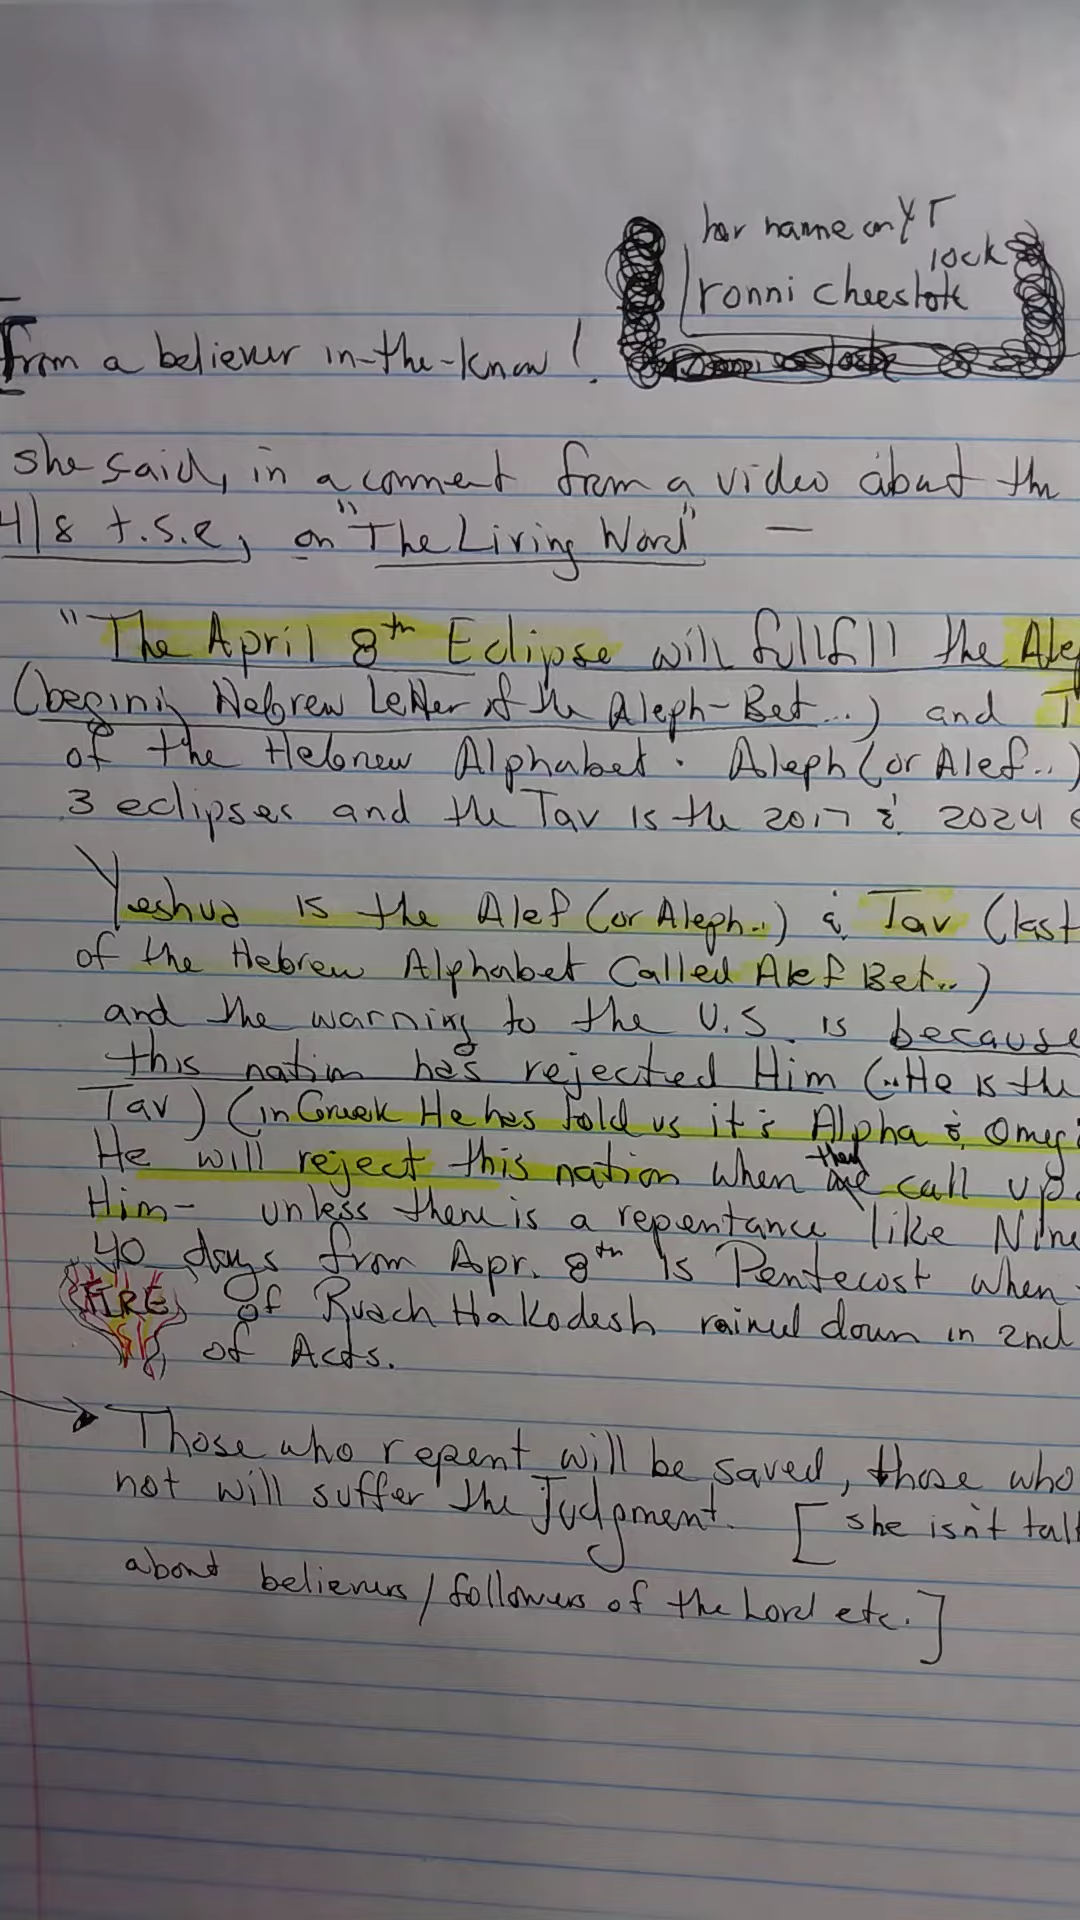 her name on YT
lock
ronni cheeslotk
From a believer in-the-know!
she said, in a comment from a video about the
4/8 t.s.e, on "The Living Word" —
"The April 8th Eclipse will fullfill the Ale
(begining Hebrew Letter of the Aleph-Bet...) and T
of the Hebrew Alphabet. Aleph (or Alef..)
3 eclipses and the Tav is the 2017 & 2024 e
Yeshua is the Alef (or Aleph..) & Tav (last
of the Hebrew Alphabet Called Alef Bet..)
and the warning to the U.S. is because
this nation has rejected Him (..He is the
Tav) (in Greek He has told us it's Alpha & Omeg
they
He will reject this nation when call up
Him- unless there is a repentance like Nine
40 days from Apr. 8th is Pentecost when
FIRE of Ruach HaKodesh rained down in 2nd
of Acts.
Those who repent will be saved, those who
not will suffer the Judgment. [she isn't tal
about believers/followers of the Lord etc.]